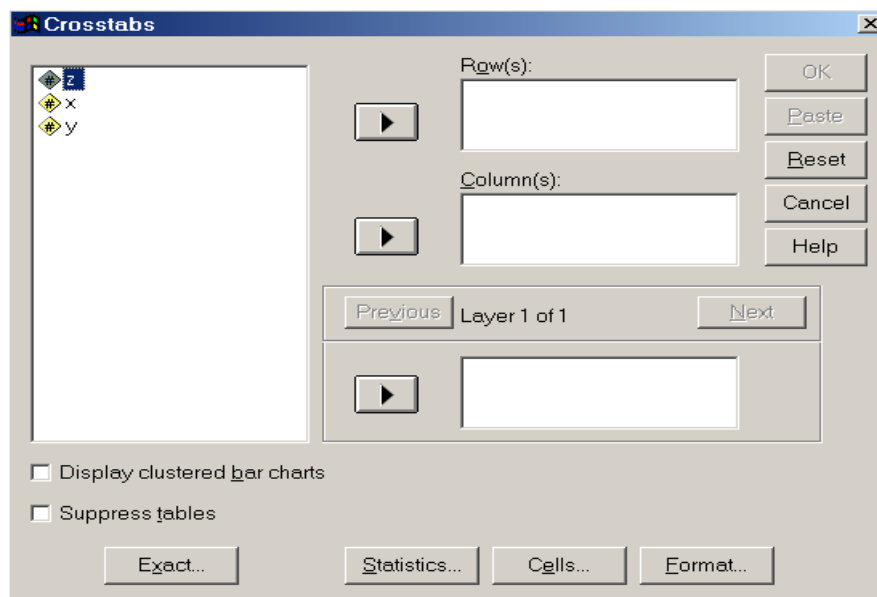 Crosstabs
# z
# x
# y
Row(s):
Column(s):
OK
Paste
Reset
Cancel
Help
Previous
Layer 1 of 1
Next
Display clustered bar charts
Suppress tables
Exact...
Statistics...
Cells...
Format...